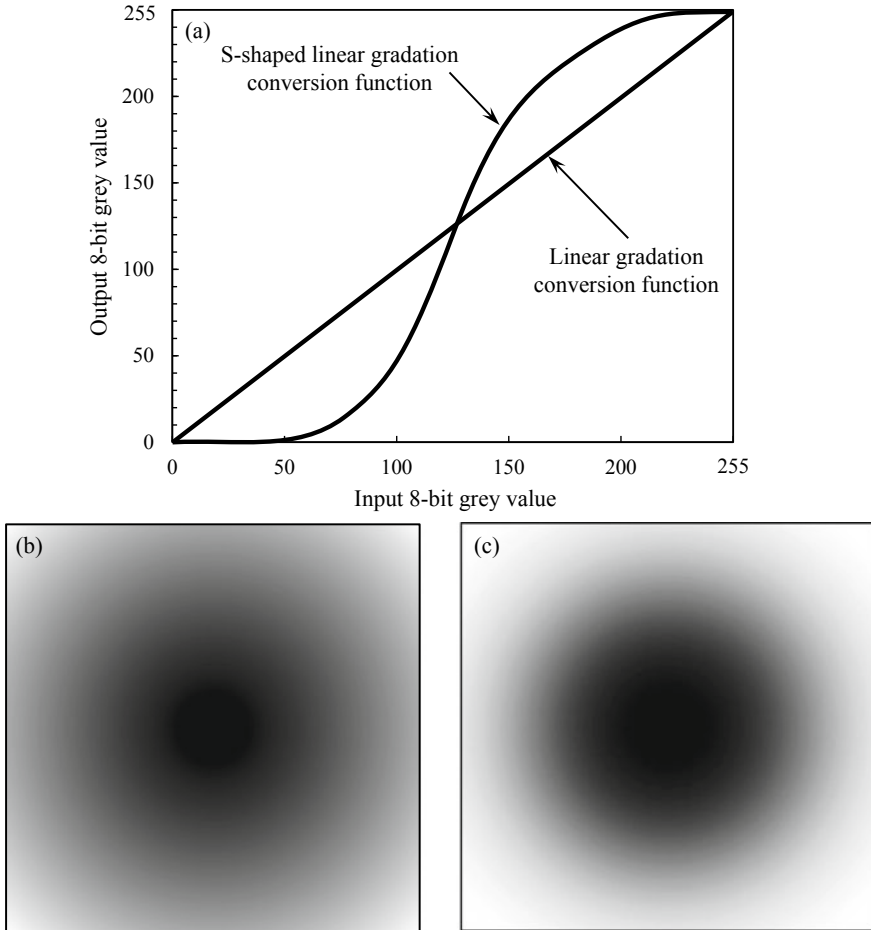 255
(a)
S-shaped linear gradation
conversion function
200
150
Output 8-bit grey value
Linear gradation
conversion function
100
50
0
0 50 100 150 200 255
Input 8-bit grey value
(b)
(c)